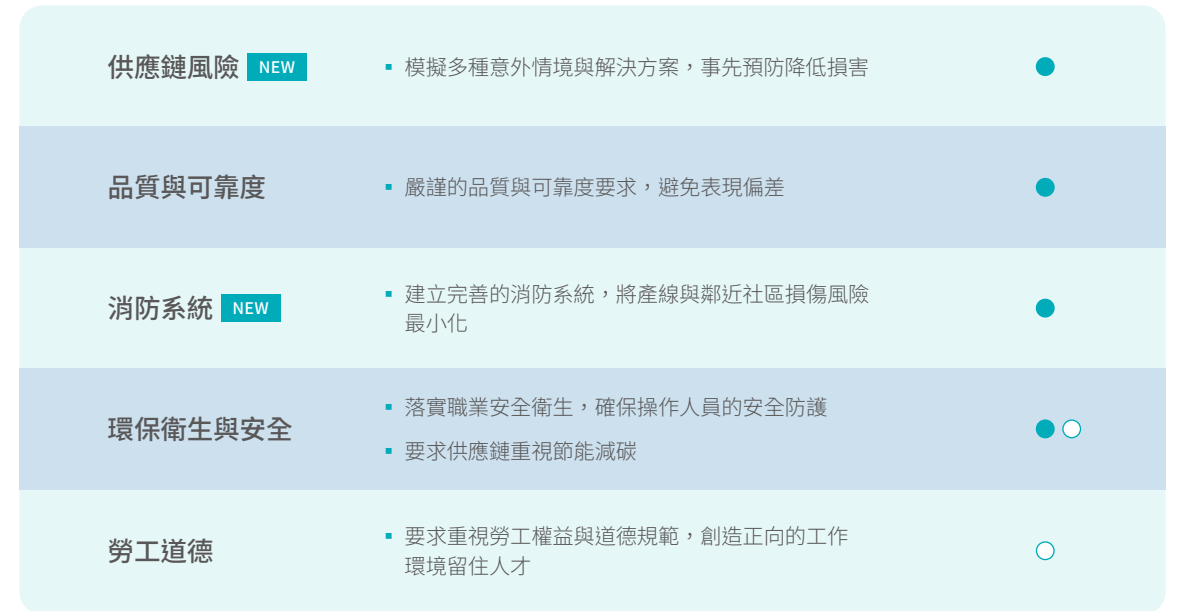 供應鏈風險 NEW
▪ 模擬多種意外情境與解決方案，事先預防降低損害
●
品質與可靠度
▪ 嚴謹的品質與可靠度要求，避免表現偏差
●
消防系統 NEW
▪ 建立完善的消防系統，將產線與鄰近社區損傷風險
最小化
●
環保衛生與安全
▪ 落實職業安全衛生，確保操作人員的安全防護
▪ 要求供應鏈重視節能減碳
●○
勞工道德
▪ 要求重視勞工權益與道德規範，創造正向的工作
環境留住人才
○